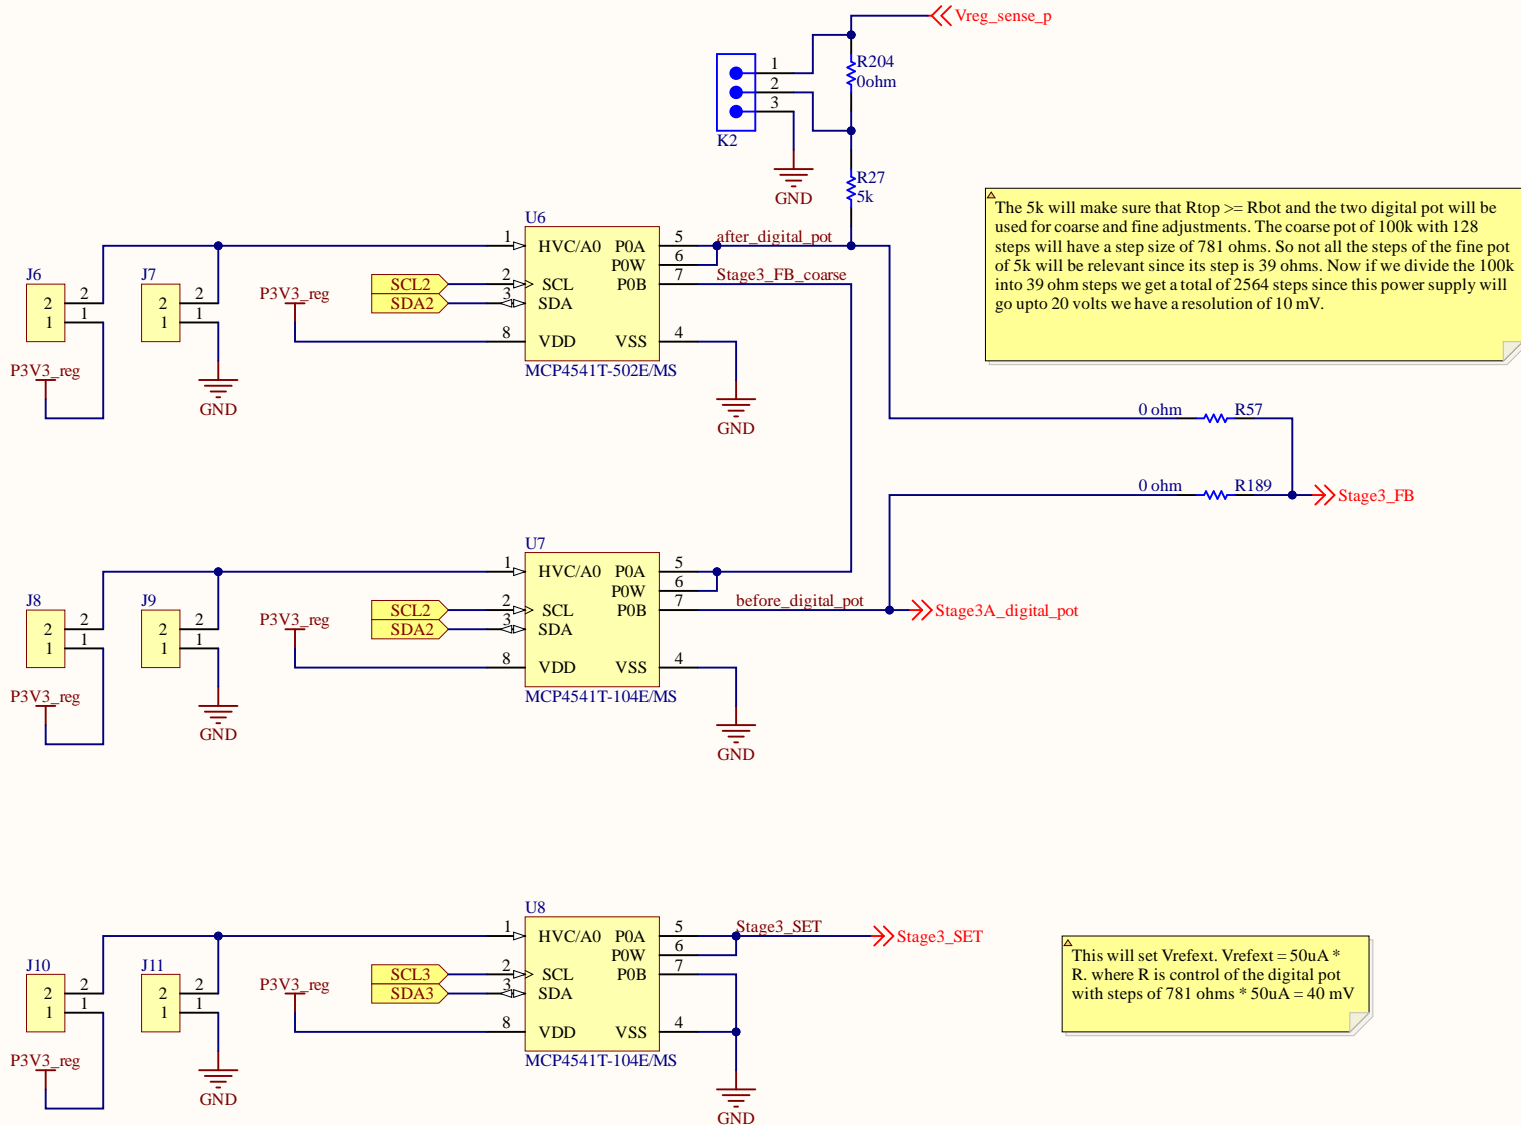 Vreg_sense_p
1
2
3
K2
R204
0ohm
GND
R27
5k
The 5k will make sure that Rtop >= Rbot and the two digital pot will be
used for coarse and fine adjustments. The coarse pot of 100k with 128
steps will have a step size of 781 ohms. So not all the steps of the fine pot
of 5k will be relevant since its step is 39 ohms. Now if we divide the 100k
into 39 ohm steps we get a total of 2564 steps since this power supply will
go upto 20 volts we have a resolution of 10 mV.
U6
1 HVC/A0 P0A 5 after_digital_pot
P0W 6
SCL2 2 SCL P0B 7 Stage3_FB_coarse
SDA2 3 SDA
8 VDD VSS 4
MCP4541T-502E/MS
J6
2 2
1 1
J7
2 2
1 1
P3V3_reg
P3V3_reg
GND
GND
0 ohm R57
0 ohm R189
Stage3_FB
U7
1 HVC/A0 P0A 5
P0W 6
SCL2 2 SCL P0B 7 before_digital_pot
SDA2 3 SDA
Stage3A_digital_pot
8 VDD VSS 4
MCP4541T-104E/MS
J8
2 2
1 1
J9
2 2
1 1
P3V3_reg
P3V3_reg
GND
GND
U8
1 HVC/A0 P0A 5 Stage3_SET
Stage3_SET
P0W 6
SCL3 2 SCL P0B 7
SDA3 3 SDA
8 VDD VSS 4
MCP4541T-104E/MS
J10
2 2
1 1
J11
2 2
1 1
P3V3_reg
P3V3_reg
GND
GND
This will set Vrefext. Vrefext = 50uA *
R. where R is control of the digital pot
with steps of 781 ohms * 50uA = 40 mV